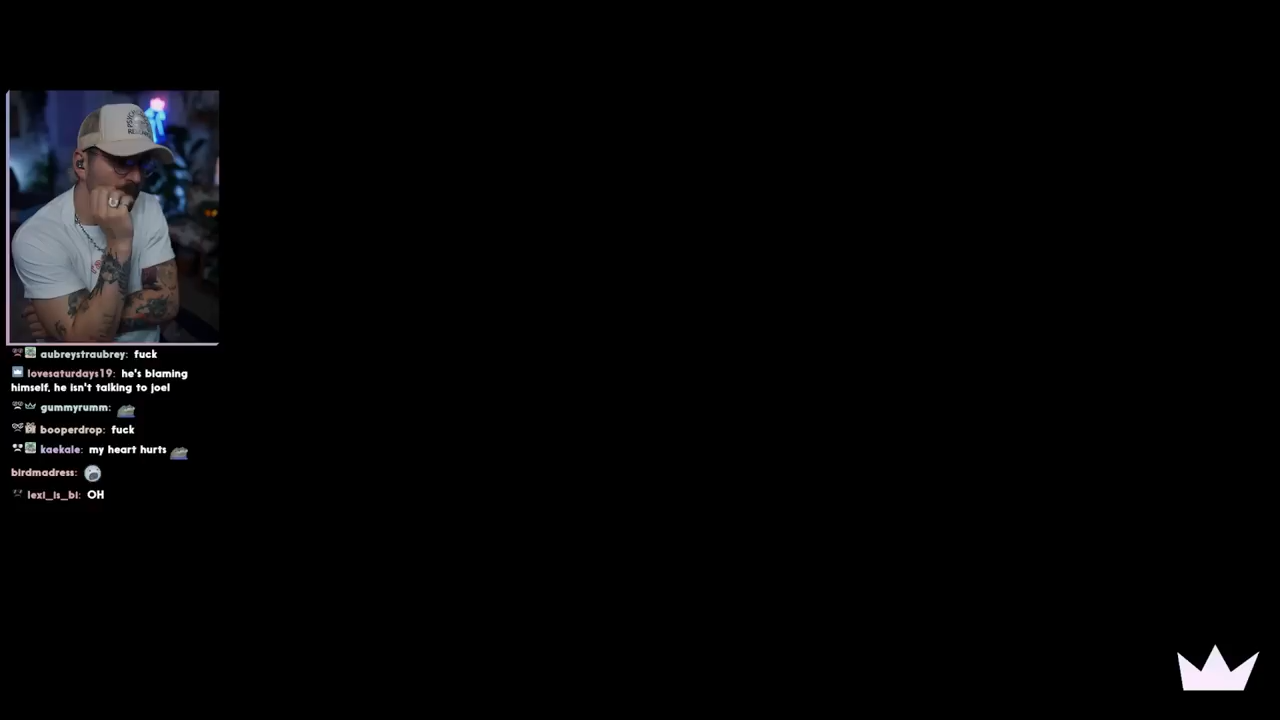 aubreystraubrey: fuck
lovesaturdays19: he's blaming
himself, he isn't talking to joel
gummyrumm:
booperdrop: fuck
kaekale: my heart hurts
birdmadress:
lexi_is_bi: OH